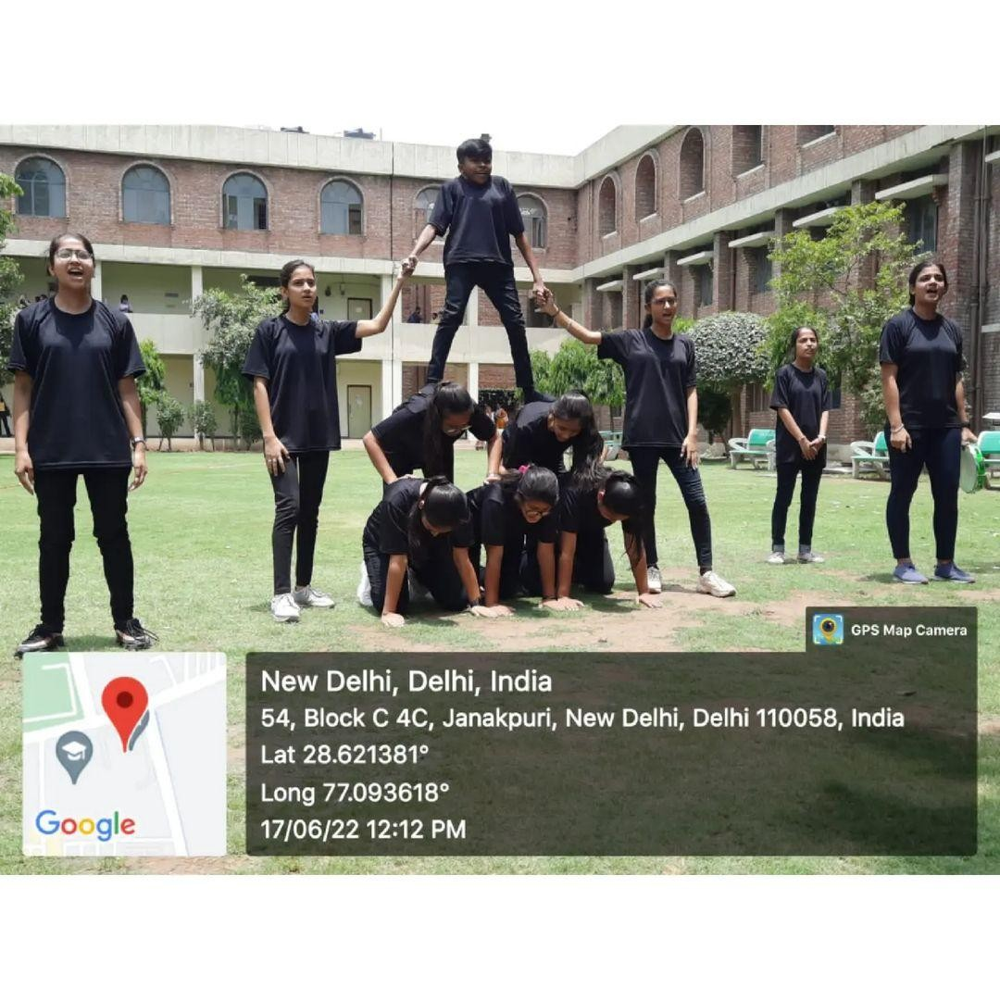 GPS Map Camera
New Delhi, Delhi, India
54, Block C 4C, Janakpuri, New Delhi, Delhi 110058, India
Lat 28.621381°
Long 77.093618°
17/06/22 12:12 PM
Google